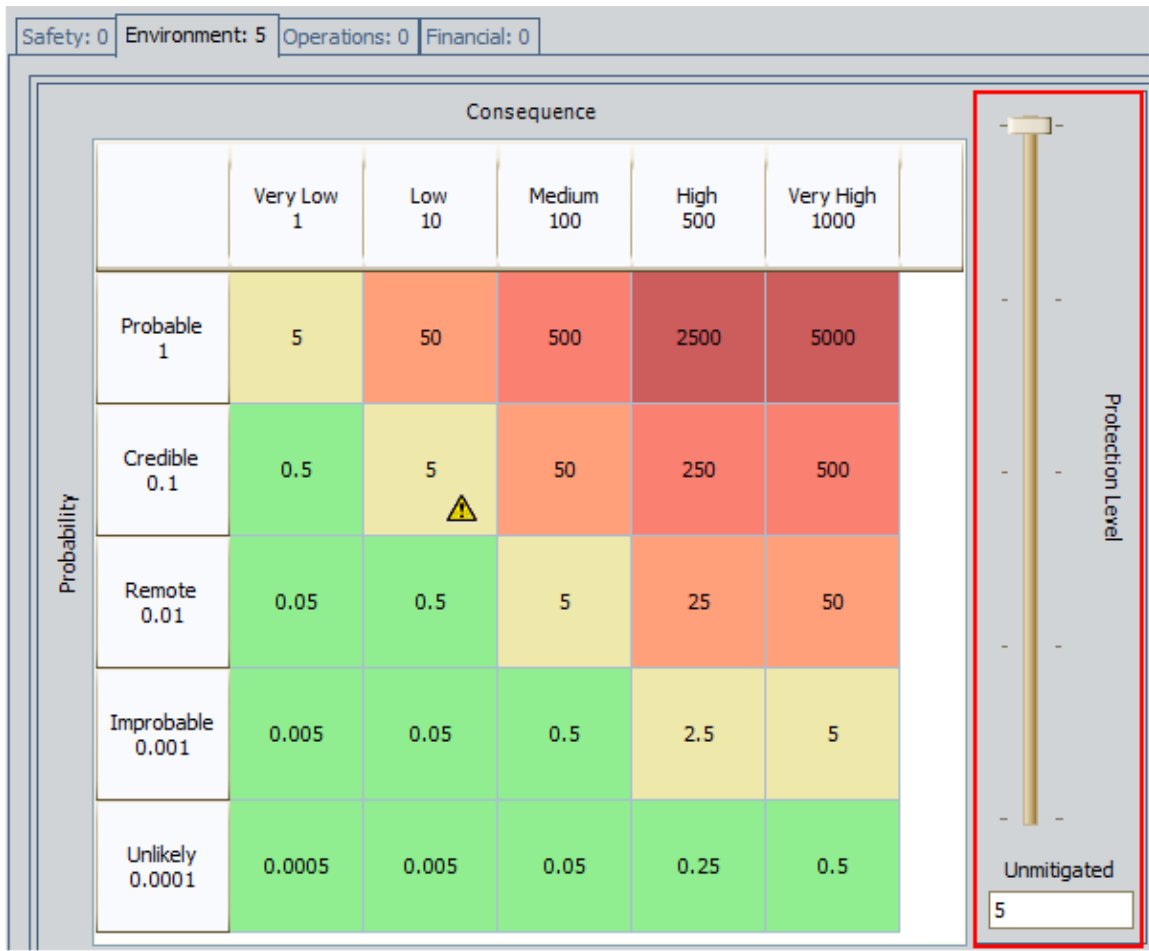 Safety: 0 Environment: 5 Operations: 0 Financial: 0
Consequence
Very Low Low Medium High Very High
1 10 100 500 1000
Probable
1
5 50 500 2500 5000
Credible
0.1
0.5 5 50 250 500
Remote
0.01
0.05 0.5 5 25 50
Improbable
0.001
0.005 0.05 0.5 2.5 5
Unlikely
0.0001
0.0005 0.005 0.05 0.25 0.5
Probability
Protection Level
Unmitigated
5